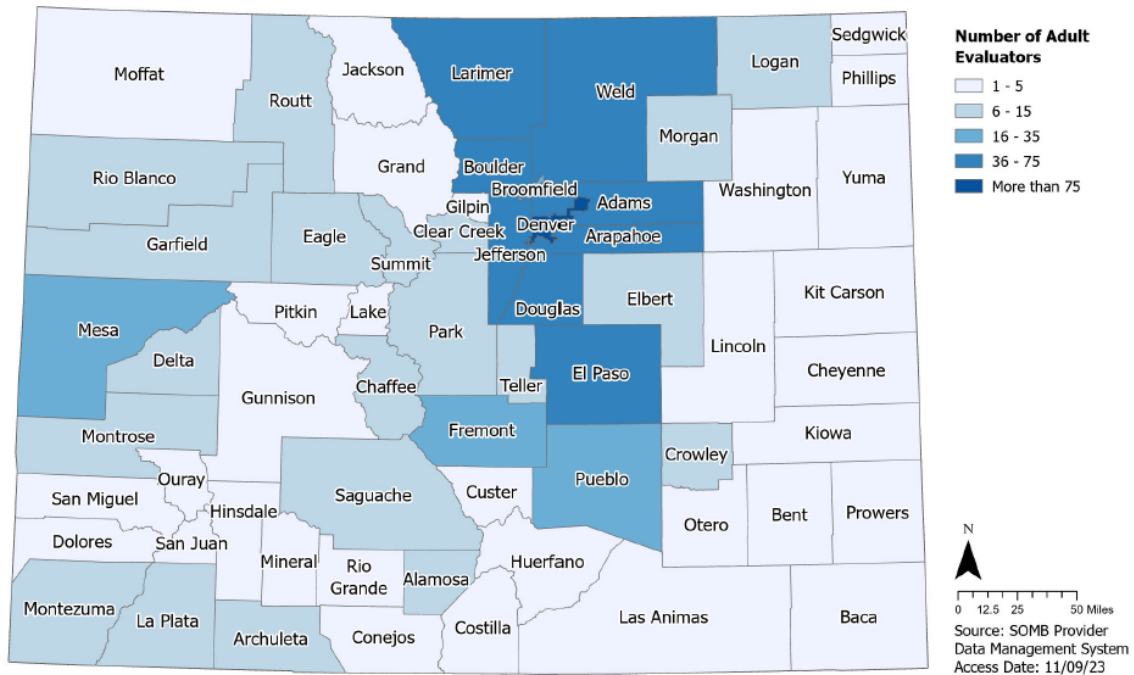 Number of Adult
Evaluators
1 - 5
6 - 15
16 - 35
36 - 75
More than 75
Moffat
Routt
Jackson
Larimer
Weld
Logan
Sedgwick
Phillips
Morgan
Rio Blanco
Grand
Boulder
Broomfield
Washington
Yuma
Gilpin
Adams
Garfield
Eagle
Clear Creek
Denver
Arapahoe
Summit
Jefferson
Mesa
Pitkin
Lake
Park
Douglas
Elbert
Kit Carson
Lincoln
Delta
Gunnison
Chaffee
Teller
El Paso
Cheyenne
Montrose
Fremont
Kiowa
Crowley
Ouray
Pueblo
San Miguel
Hinsdale
Saguache
Custer
Otero
Bent
Prowers
Dolores
San Juan
Mineral
Rio
Grande
Alamosa
Huerfano
Montezuma
La Plata
Archuleta
Conejos
Costilla
Las Animas
Baca
N
0 12.5 25 50 Miles
Source: SOMB Provider
Data Management System
Access Date: 11/09/23